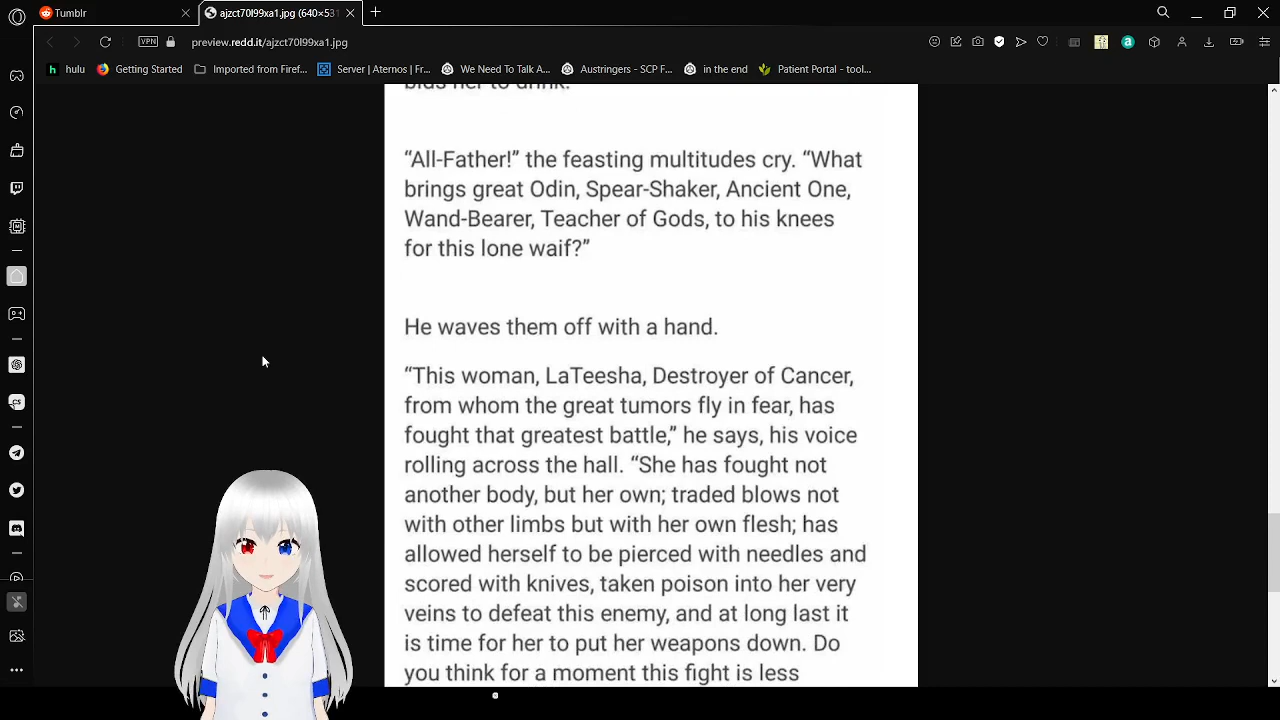 Tumblr
ajzct70l99xa1.jpg (640×531
VPN
preview.redd.it/ajzct70l99xa1.jpg
h hulu
Getting Started
Imported from Firef...
Server | Aternos | Fr...
We Need To Talk A...
Austringers - SCP F...
in the end
Patient Portal - tool...
bids her to drink.
“All-Father!” the feasting multitudes cry. “What
brings great Odin, Spear-Shaker, Ancient One,
Wand-Bearer, Teacher of Gods, to his knees
for this lone waif?”
He waves them off with a hand.
“This woman, LaTeesha, Destroyer of Cancer,
from whom the great tumors fly in fear, has
fought that greatest battle,” he says, his voice
rolling across the hall. “She has fought not
another body, but her own; traded blows not
with other limbs but with her own flesh; has
allowed herself to be pierced with needles and
scored with knives, taken poison into her very
veins to defeat this enemy, and at long last it
is time for her to put her weapons down. Do
you think for a moment this fight is less